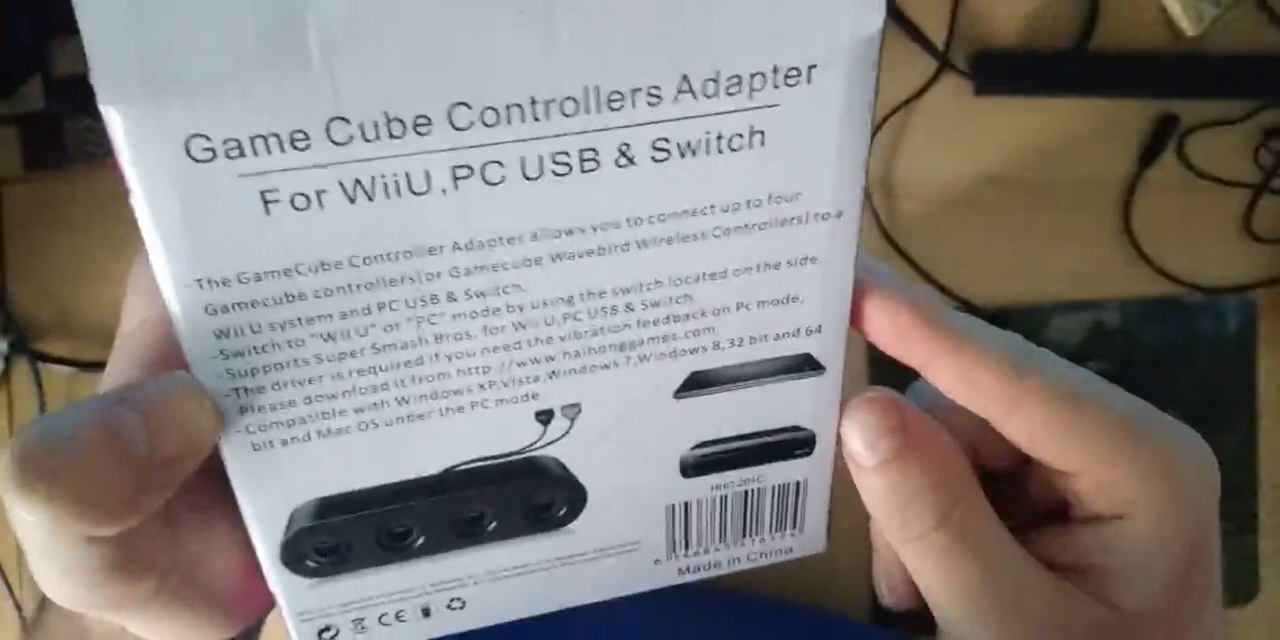 Game Cube Controllers Adapter
For WiiU,PC USB & Switch
-The GameCube Controller Adapter allows you to connect up to four
Gamecube controllers(or Gamecube Wavebird Wireless Controllers) to a
Wii U system and PC USB & Switch.
-Switch to "Wii U" or "PC" mode by using the switch located on the side.
-Supports Super Smash Bros, for Wii U,PC USB & Switch.
-The driver is required if you need the vibration feedback on Pc mode,
Please download it from http://www.haihonggames.com
-Compatible with Windows XP,Vista,Windows 7,Windows 8,32 bit and 64
bit and Mac OS under the PC mode
CE
Made in China